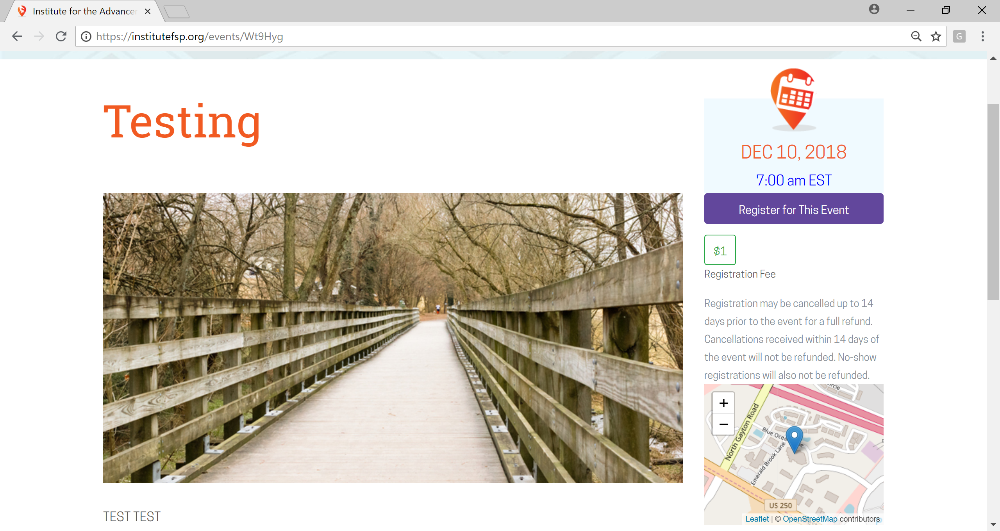 Institute for the Advancer
https://institutefsp.org/events/Wt9Hyg
G
Testing
DEC 10, 2018
7:00 am EST
Register for This Event
$1
Registration Fee
Registration may be cancelled up to 14
days prior to the event for a full refund.
Cancellations received within 14 days of
the event will not be refunded. No-show
registrations will also not be refunded.
+
−
North Gayton Road
Emerald Brook Lane
US 250
Leaflet | © OpenStreetMap contributors
TEST TEST